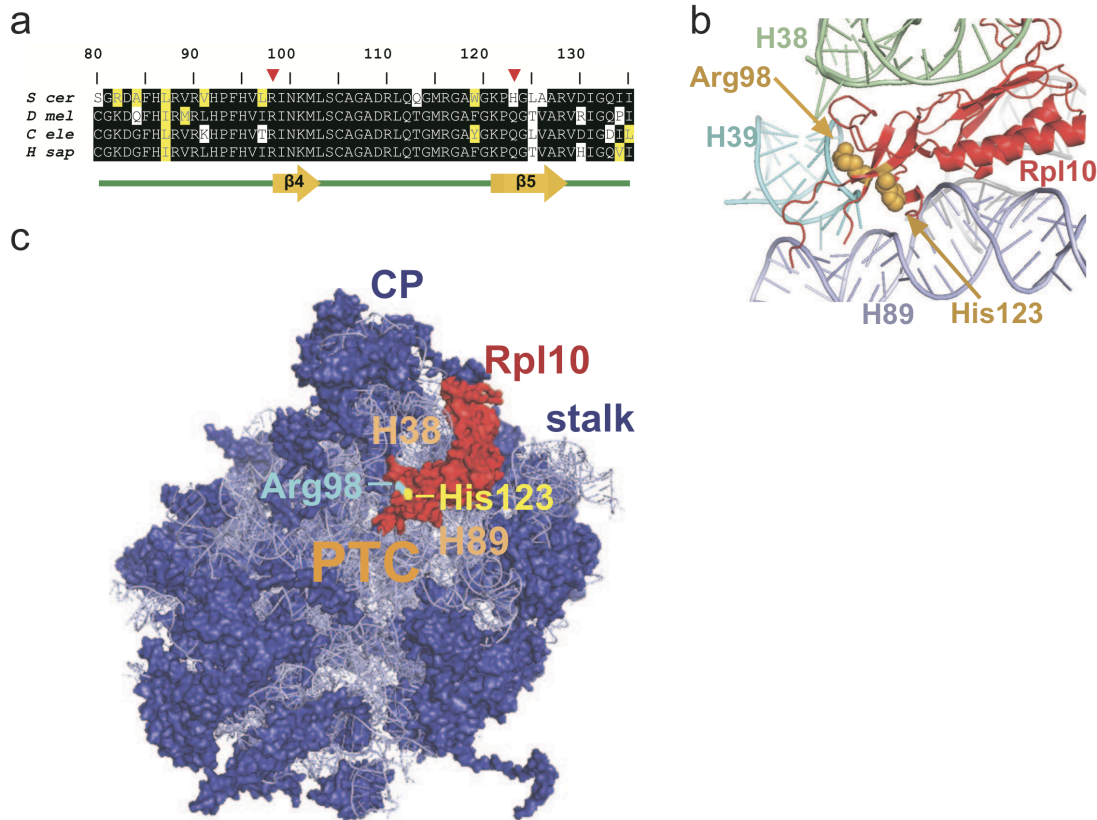 a
80 90 100 110 120 130
S cer SGRDAFHLRVRVHPFHVLRINKMLSCAGADRLQQGMRGAWGKPHGLAARVDIGQII
D mel CGKDQFHIRMRLHPFHVIRINKMLSCAGADRLQTGMRGAFGKPQGTVARVRIGQPI
C ele CGKDGFHLRVRKHPFHVTRINKMLSCAGADRLQTGMRGAYGKPQGLVARVDIGDIL
H sap CGKDGFHIRVRLHPFHVIRINKMLSCAGADRLQTGMRGAFGKPQGTVARVHIGQVI
β4 β5
b
H38
Arg98
H39
Rpl10
H89 His123
c
CP
Rpl10
stalk
H38
Arg98 His123
H89
PTC